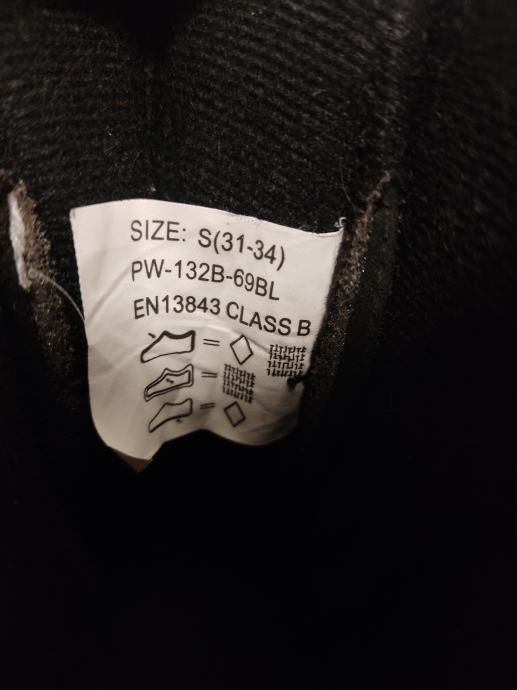 SIZE: S(31-34)
PW-132B-69BL
EN13843 CLASS B